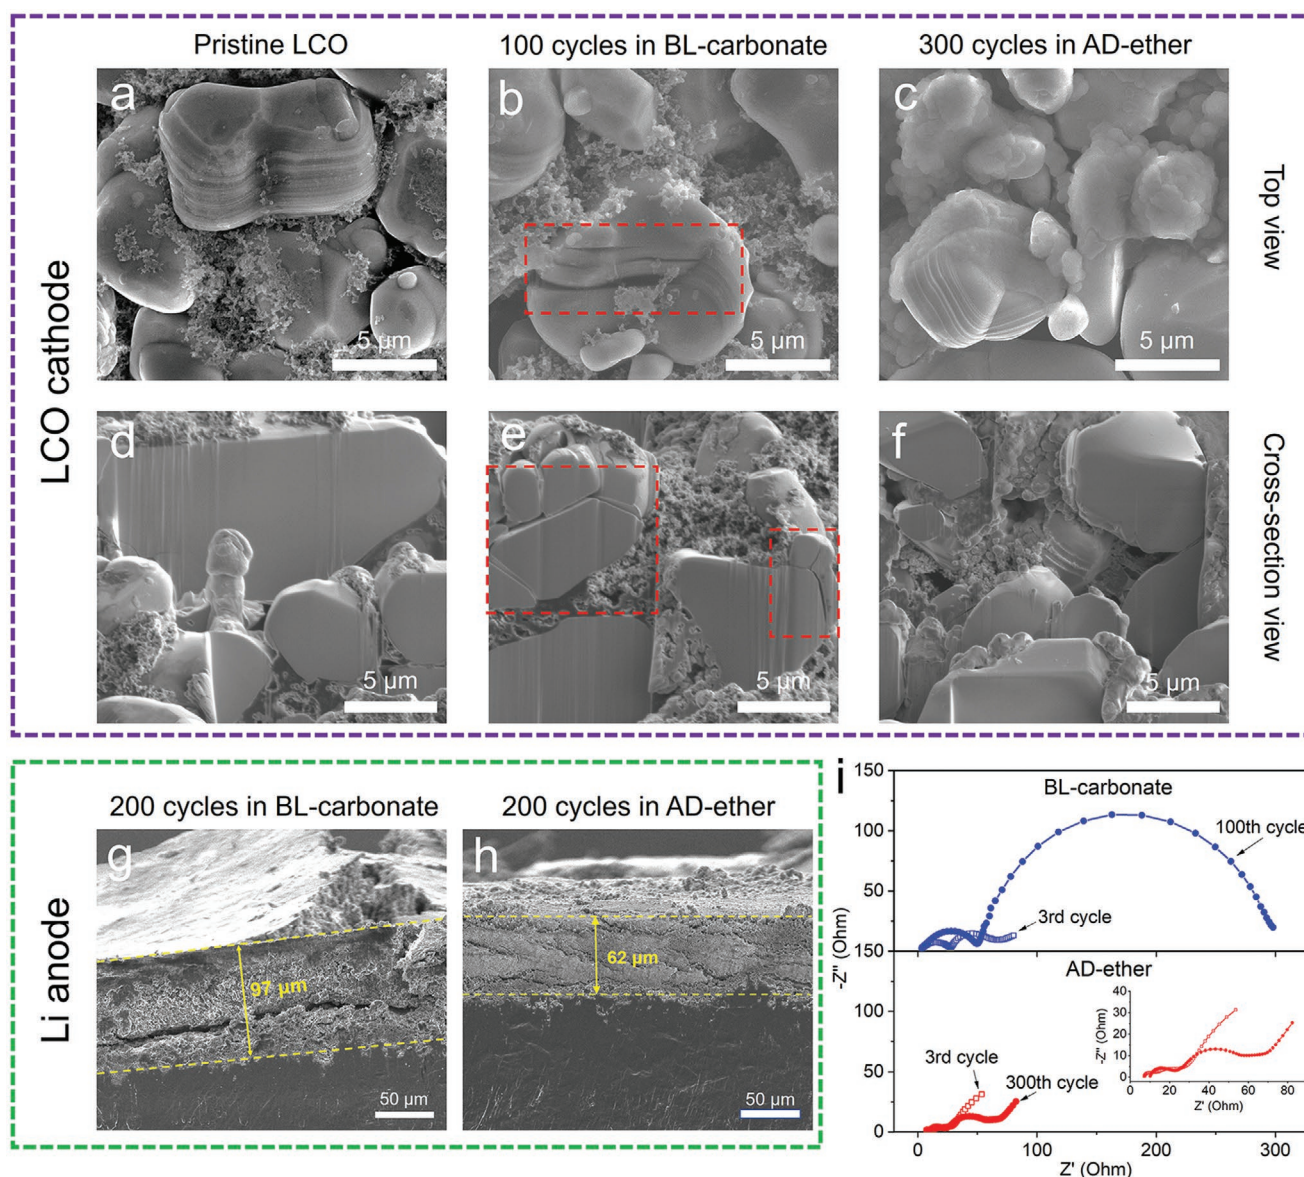 Pristine LCO
100 cycles in BL-carbonate
300 cycles in AD-ether
LCO cathode
a
5 µm
b
5 µm
c
5 µm
Top view
d
5 µm
e
5 µm
f
5 µm
Cross-section view
Li anode
200 cycles in BL-carbonate
200 cycles in AD-ether
g
97 µm
50 µm
h
62 µm
50 µm
i
150
BL-carbonate
100
100th cycle
50
3rd cycle
-Z'' (Ohm)
150
AD-ether
100
50
3rd cycle
300th cycle
0
0 100 200 300
Z' (Ohm)
40
30
20
10
0
-Z'' (Ohm)
0 20 40 60 80
Z' (Ohm)